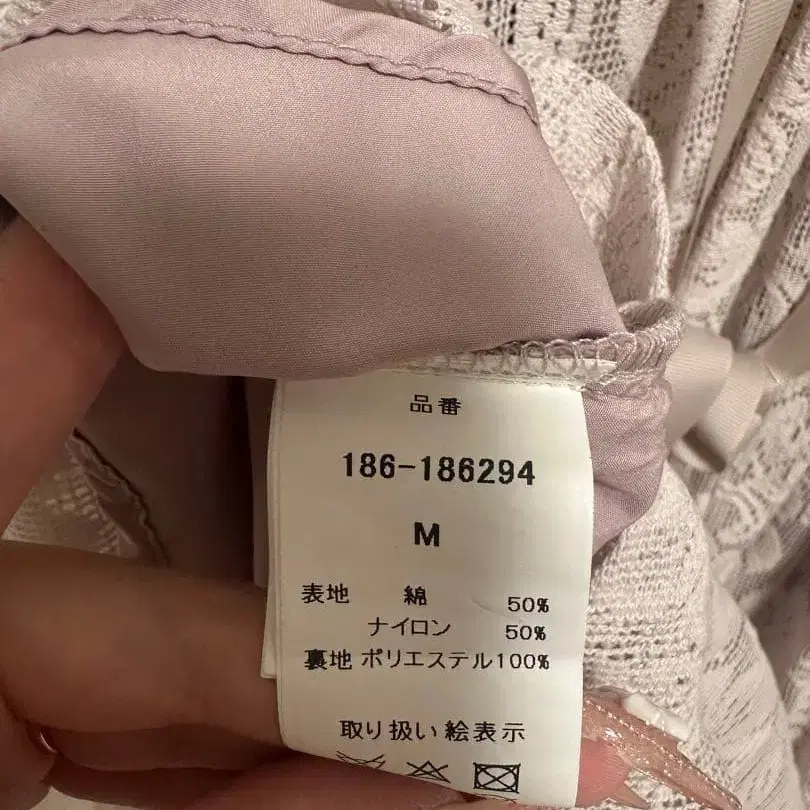 品番
186-186294
M
表地 綿 50%
ナイロン 50%
裏地 ポリエステル100%
取り扱い絵表示